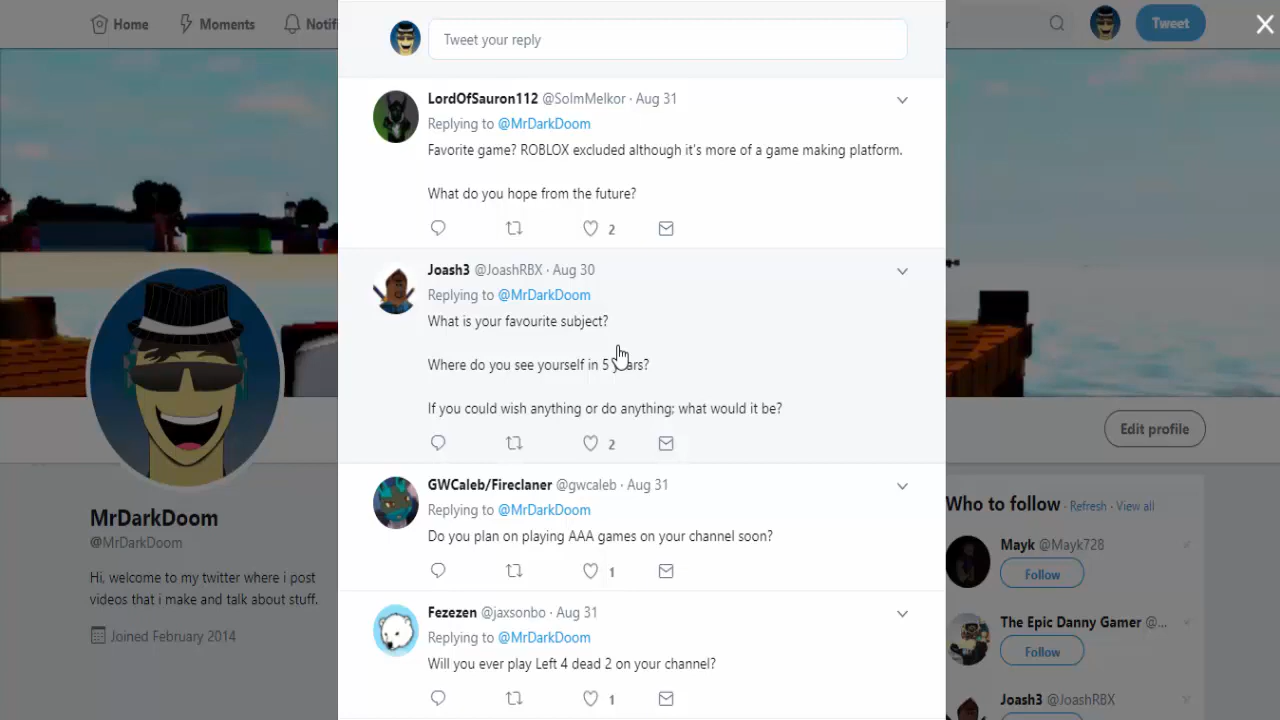 Home
Moments
Notifi
r
Tweet
X
Tweet your reply
LordOfSauron112 @SolmMelkor · Aug 31
Replying to @MrDarkDoom
Favorite game? ROBLOX excluded although it's more of a game making platform.
What do you hope from the future?
2
Joash3 @JoashRBX · Aug 30
Replying to @MrDarkDoom
What is your favourite subject?
Where do you see yourself in 5 years?
If you could wish anything or do anything; what would it be?
2
GWCaleb/Fireclaner @gwcaleb · Aug 31
Replying to @MrDarkDoom
Do you plan on playing AAA games on your channel soon?
1
Fezezen @jaxsonbo · Aug 31
Replying to @MrDarkDoom
Will you ever play Left 4 dead 2 on your channel?
1
MrDarkDoom
@MrDarkDoom
Hi, welcome to my twitter where i post
videos that i make and talk about stuff.
Joined February 2014
Edit profile
Who to follow · Refresh · View all
Mayk @Mayk728
Follow
The Epic Danny Gamer @...
Follow
Joash3 @JoashRBX